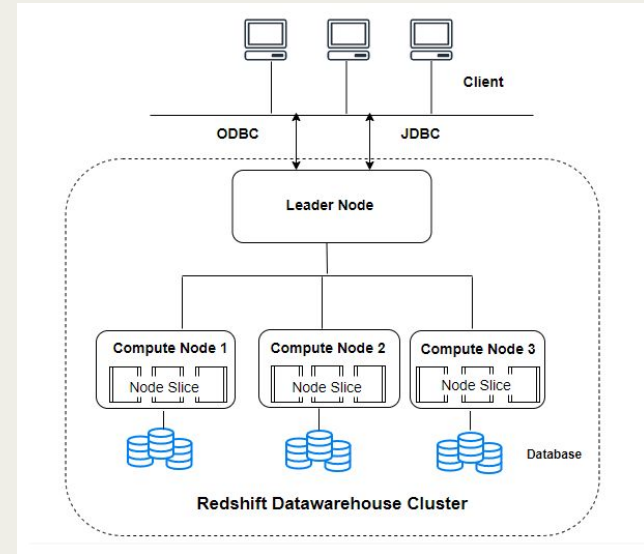 Client
ODBC
JDBC
Leader Node
Compute Node 1
Node Slice
Compute Node 2
Node Slice
Compute Node 3
Node Slice
Database
Redshift Datawarehouse Cluster